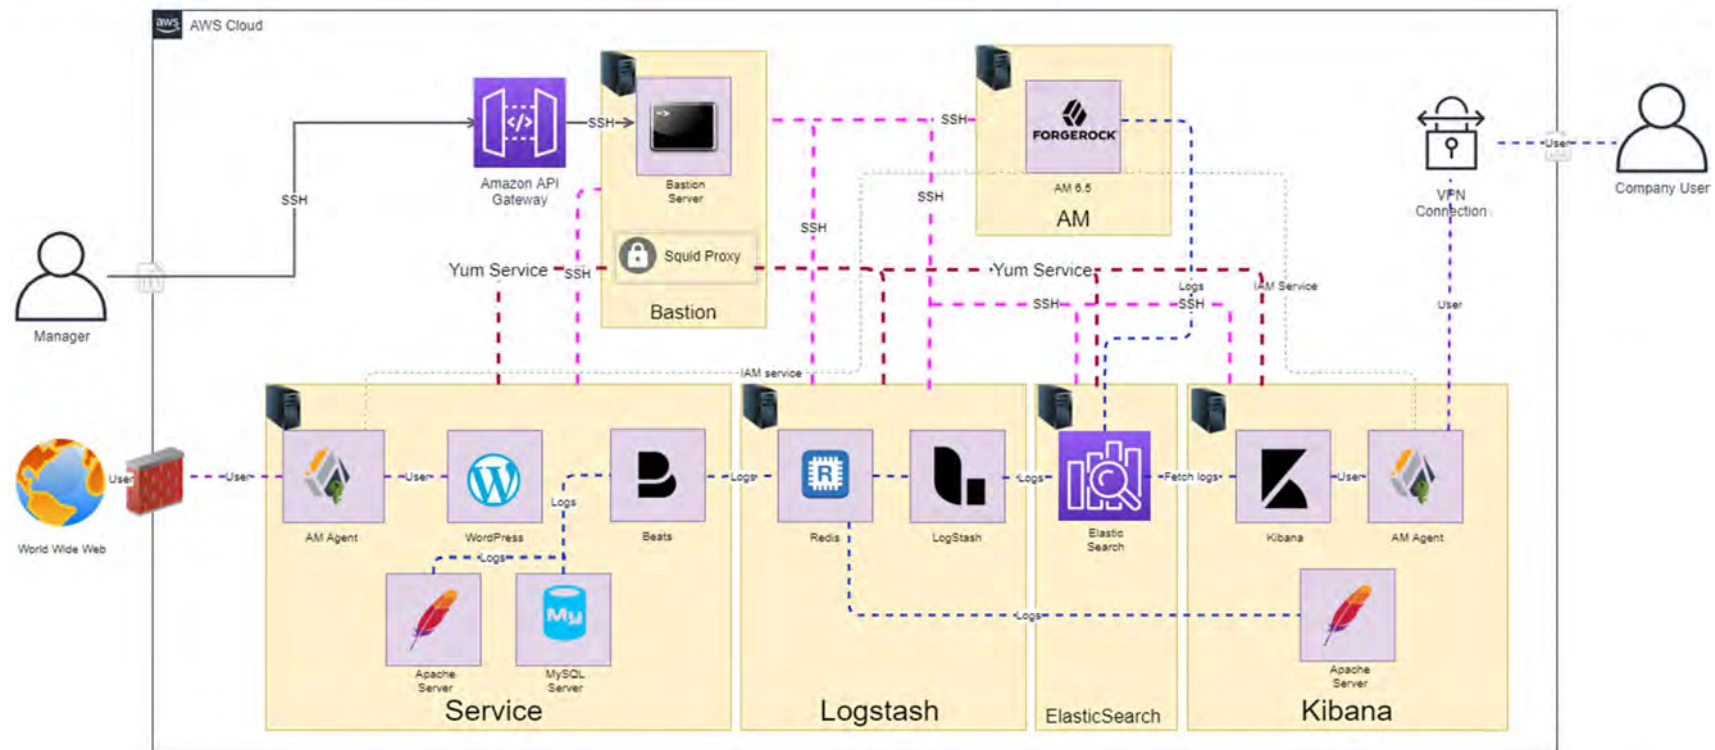 aws
AWS Cloud
SSH
FORGEROCK
SSH
User
Amazon API
Gateway
Bastion
Server
AM 6.5
AM
VPN
Connection
Company User
SSH
SSH
SSH
Squid Proxy
Yum Service
SSH
Yum Service
Logs
IAM Service
SSH
SSH
User
Bastion
Manager
IAM service
User
User
User
Logs
R
Logs
Logs
Fetch logs
User
World Wide Web
AM Agent
WordPress
Beats
Redis
LogStash
Elastic
Search
Kibana
AM Agent
Logs
My
Logs
Apache
Server
MySQL
Server
Apache
Server
Service
Logstash
ElasticSearch
Kibana